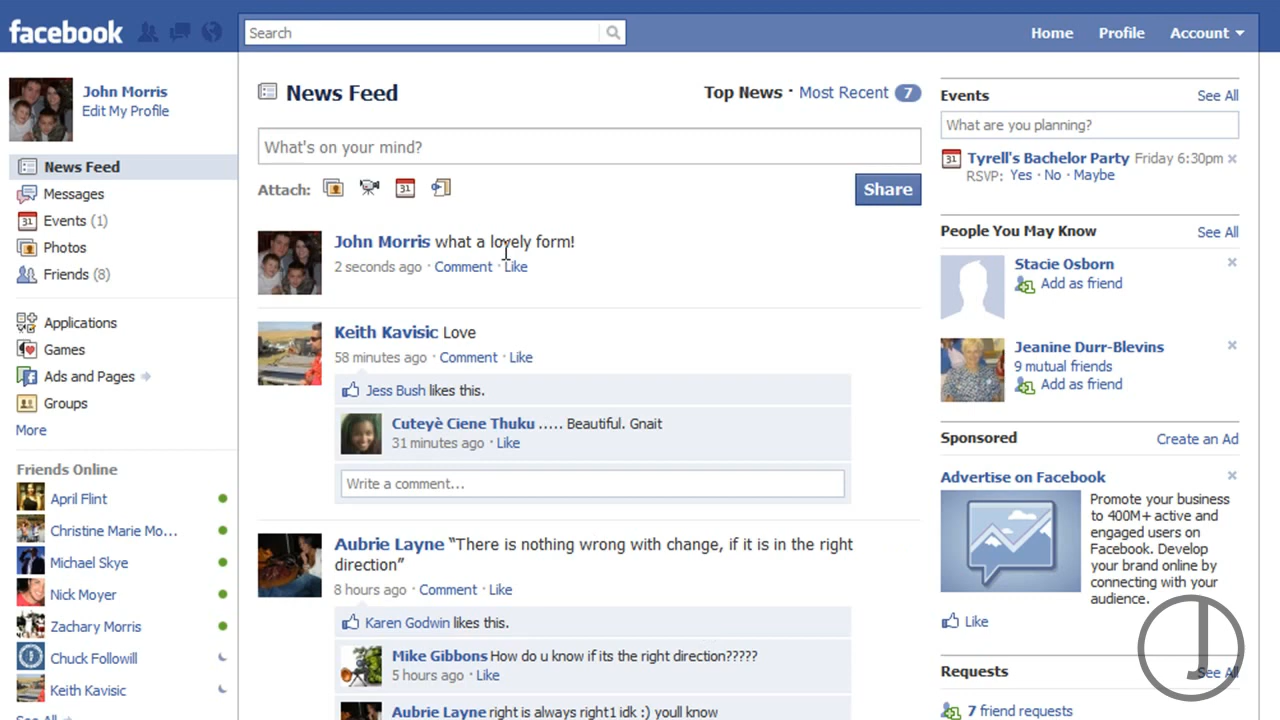 facebook
Search
Home
Profile
Account
John Morris
Edit My Profile
News Feed
Messages
Events (1)
Photos
Friends (8)
Applications
Games
Ads and Pages
Groups
More
Friends Online
April Flint
Christine Marie Mo...
Michael Skye
Nick Moyer
Zachary Morris
Chuck Followill
Keith Kavisic
News Feed
Top News · Most Recent 7
What's on your mind?
Attach:
31
Share
John Morris what a lovely form!
2 seconds ago · Comment · Like
Keith Kavisic Love
58 minutes ago · Comment · Like
Jess Bush likes this.
Cuteyè Ciene Thuku ..... Beautiful. Gnait
31 minutes ago · Like
Write a comment...
Aubrie Layne “There is nothing wrong with change, if it is in the right
direction”
8 hours ago · Comment · Like
Karen Godwin likes this.
Mike Gibbons How do u know if its the right direction?????
5 hours ago · Like
Aubrie Layne right is always right1 idk :) youll know
Events
See All
What are you planning?
31
Tyrell's Bachelor Party Friday 6:30pm
RSVP: Yes · No · Maybe
People You May Know
See All
Stacie Osborn
Add as friend
Jeanine Durr-Blevins
9 mutual friends
Add as friend
Sponsored
Create an Ad
Advertise on Facebook
Promote your business
to 400M+ active and
engaged users on
Facebook. Develop
your brand online by
connecting with your
audience.
Like
Requests
See All
7 friend requests
J